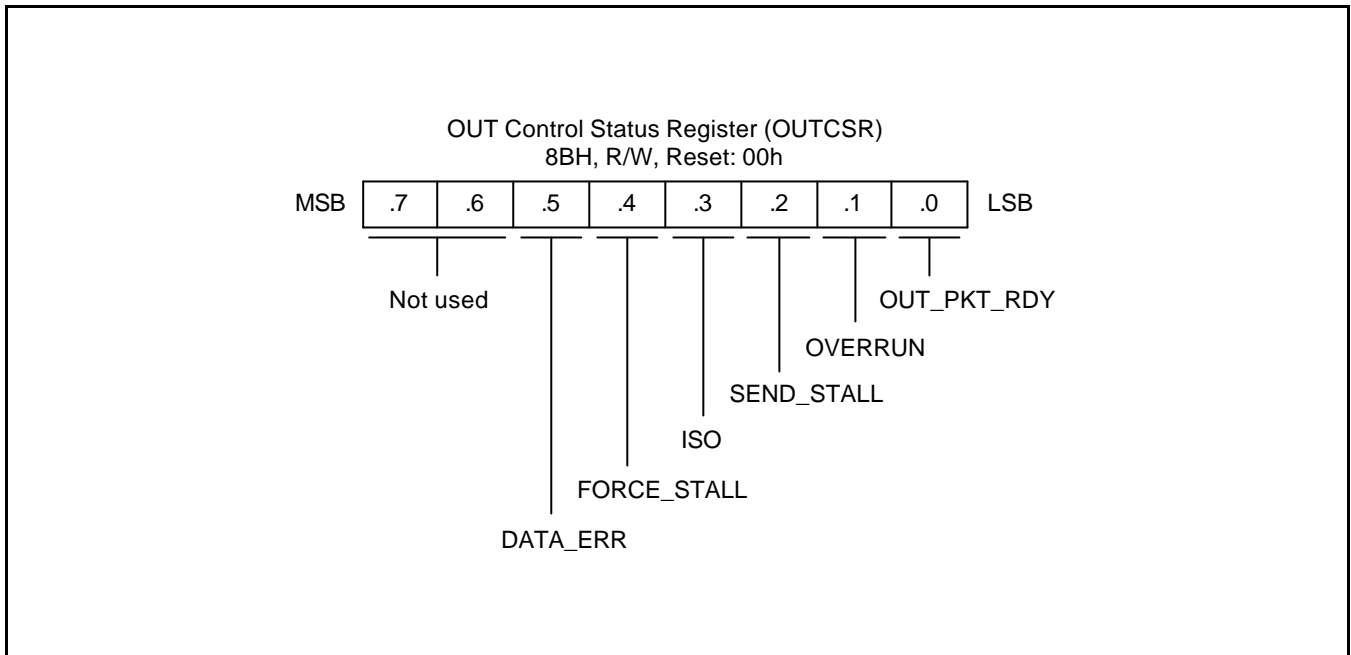 OUT Control Status Register (OUTCSR)
8BH, R/W, Reset: 00h
MSB .7 .6 .5 .4 .3 .2 .1 .0 LSB
Not used
OUT_PKT_RDY
OVERRUN
SEND_STALL
ISO
FORCE_STALL
DATA_ERR